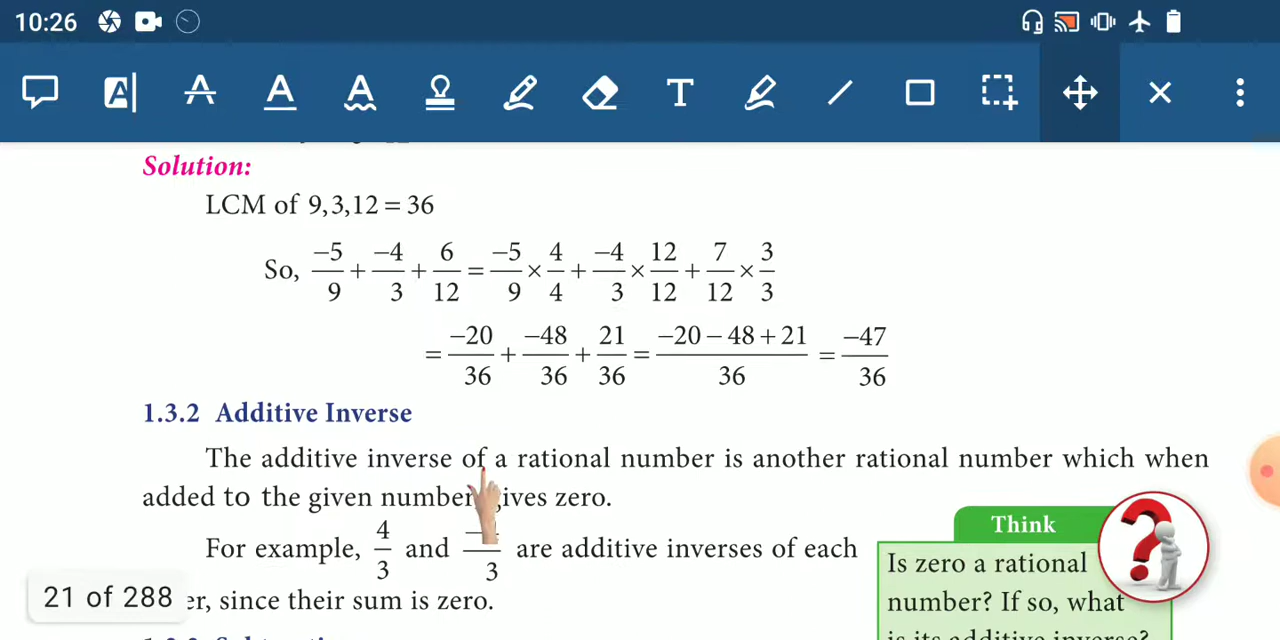 10:26
A A A A T
Solution:
LCM of 9,3,12 = 36
So, −5/9 + −4/3 + 6/12 = −5/9 × 4/4 + −4/3 × 12/12 + 7/12 × 3/3
= −20/36 + −48/36 + 21/36 = −20 − 48 + 21/36 = −47/36
1.3.2 Additive Inverse
The additive inverse of a rational number is another rational number which when
added to the given number gives zero.
For example, 4/3 and /3 are additive inverses of each
er, since their sum is zero.
21 of 288
Think
?
Is zero a rational
number? If so, what
is its additive inverse?